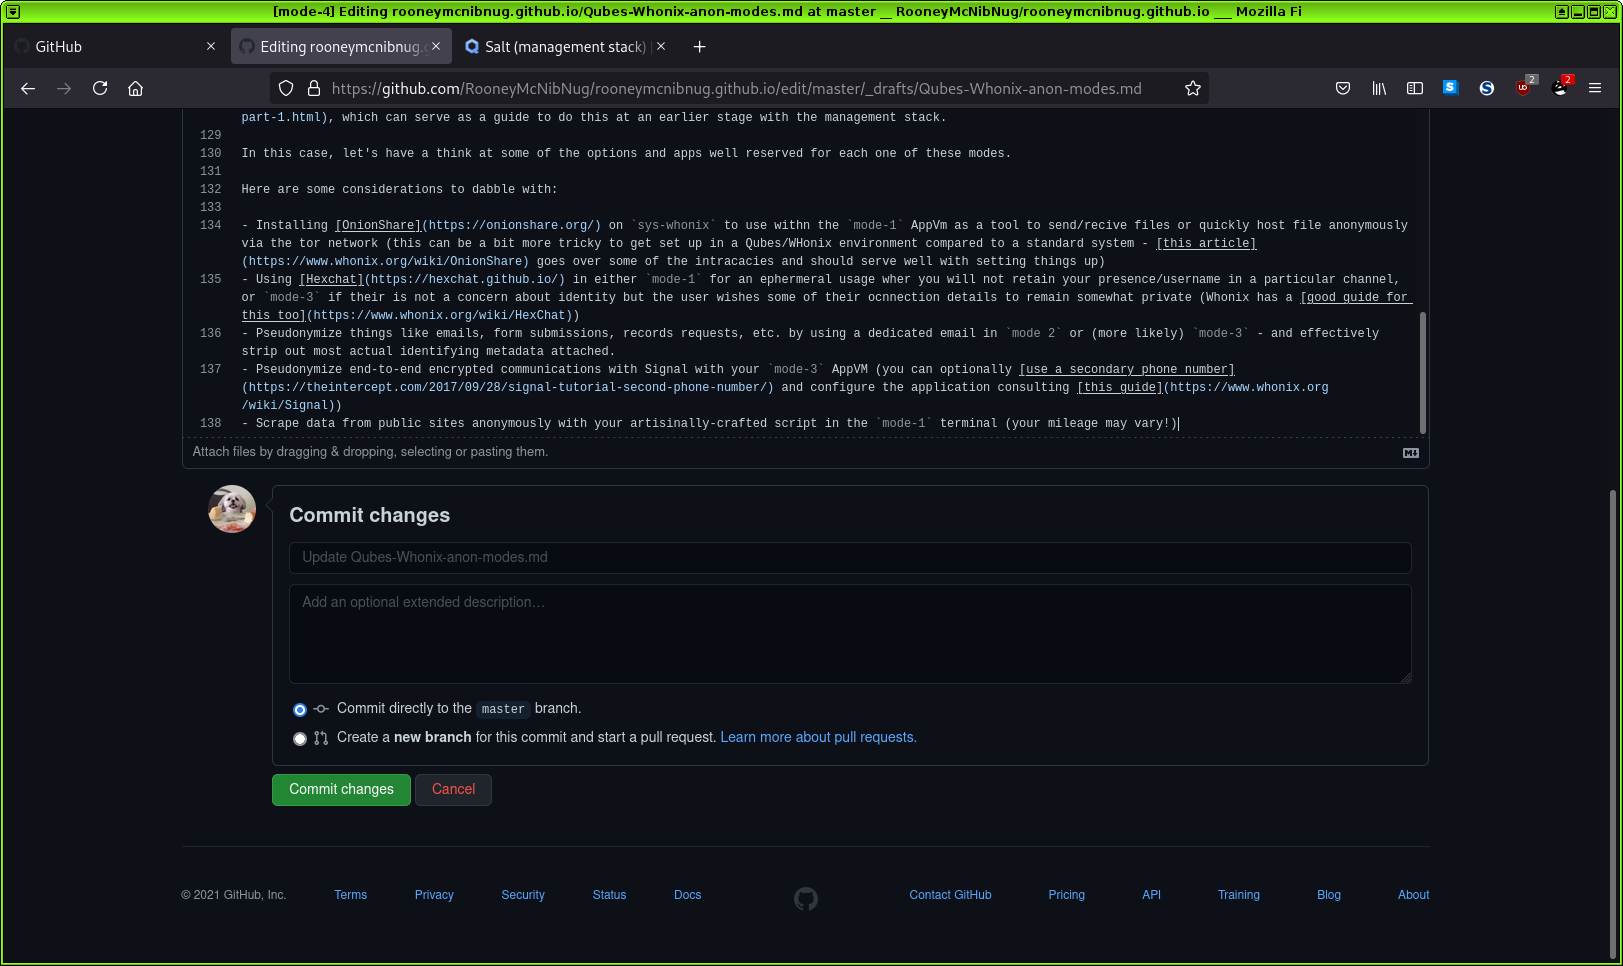 [mode-4] Editing rooneymcnibnug.github.io/Qubes-Whonix-anon-modes.md at master __ RooneyMcNibNug/rooneymcnibnug.github.io ___ Mozilla Fi
GitHub
Editing rooneymcnibnug.g
Salt (management stack) |
https://github.com/RooneyMcNibNug/rooneymcnibnug.github.io/edit/master/_drafts/Qubes-Whonix-anon-modes.md
S
S
2
2
part-1.html), which can serve as a guide to do this at an earlier stage with the management stack.
129
130 In this case, let's have a think at some of the options and apps well reserved for each one of these modes.
131
132 Here are some considerations to dabble with:
133
134 - Installing [OnionShare](https://onionshare.org/) on `sys-whonix` to use withn the `mode-1` AppVm as a tool to send/recive files or quickly host file anonymously
via the tor network (this can be a bit more tricky to get set up in a Qubes/WHonix environment compared to a standard system - [this article]
(https://www.whonix.org/wiki/OnionShare) goes over some of the intracacies and should serve well with setting things up)
135 - Using [Hexchat](https://hexchat.github.io/) in either `mode-1` for an ephermeral usage wher you will not retain your presence/username in a particular channel,
or `mode-3` if their is not a concern about identity but the user wishes some of their ocnnection details to remain somewhat private (Whonix has a [good guide for
this too](https://www.whonix.org/wiki/HexChat))
136 - Pseudonymize things like emails, form submissions, records requests, etc. by using a dedicated email in `mode 2` or (more likely) `mode-3` - and effectively
strip out most actual identifying metadata attached.
137 - Pseudonymize end-to-end encrypted communications with Signal with your `mode-3` AppVM (you can optionally [use a secondary phone number]
(https://theintercept.com/2017/09/28/signal-tutorial-second-phone-number/) and configure the application consulting [this guide](https://www.whonix.org
/wiki/Signal))
138 - Scrape data from public sites anonymously with your artisinally-crafted script in the `mode-1` terminal (your mileage may vary!)
Attach files by dragging & dropping, selecting or pasting them.
Commit changes
Update Qubes-Whonix-anon-modes.md
Add an optional extended description…
Commit directly to the master branch.
Create a new branch for this commit and start a pull request. Learn more about pull requests.
Commit changes Cancel
© 2021 GitHub, Inc. Terms Privacy Security Status Docs Contact GitHub Pricing API Training Blog About